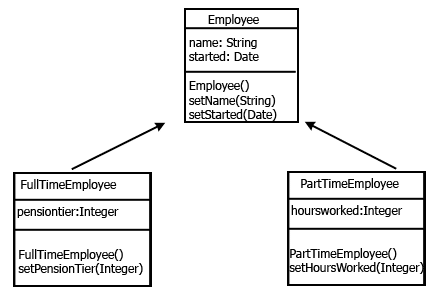 Employee
name: String
started: Date
Employee()
setName(String)
setStarted(Date)
FullTimeEmployee
pensiontier:Integer
FullTimeEmployee()
setPensionTier(Integer)
PartTimeEmployee
hoursworked:Integer
PartTimeEmployee()
setHoursWorked(Integer)